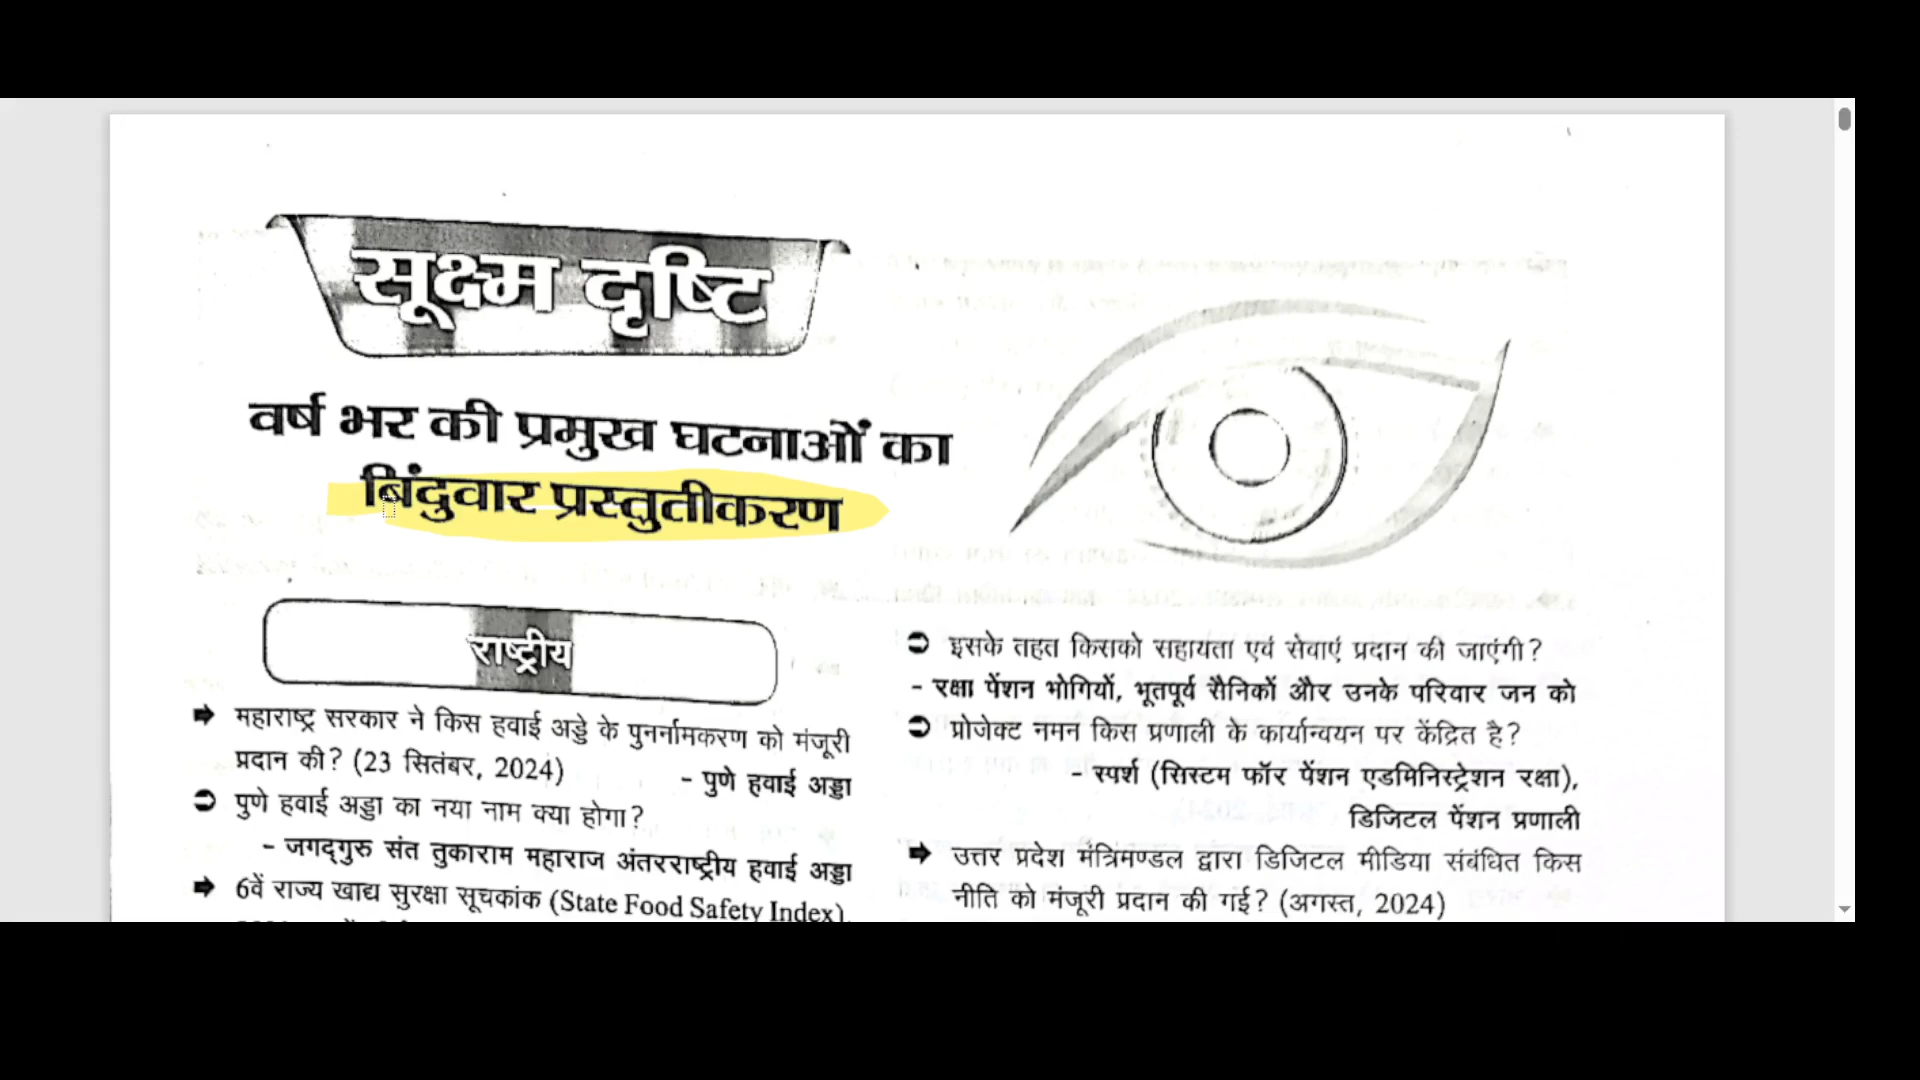 सूक्ष्म दृष्टि
वर्ष भर की प्रमुख घटनाओं का
बिंदुवार प्रस्तुतीकरण
राष्ट्रीय
महाराष्ट्र सरकार ने किस हवाई अड्डे के पुनर्नामकरण को मंजूरी
प्रदान की? (23 सितंबर, 2024) - पुणे हवाई अड्डा
पुणे हवाई अड्डा का नया नाम क्या होगा?
- जगद्गुरु संत तुकाराम महाराज अंतरराष्ट्रीय हवाई अड्डा
6वें राज्य खाद्य सुरक्षा सूचकांक (State Food Safety Index),
इसके तहत किसको सहायता एवं सेवाएं प्रदान की जाएंगी?
- रक्षा पेंशन भोगियों, भूतपूर्व सैनिकों और उनके परिवार जन को
प्रोजेक्ट नमन किस प्रणाली के कार्यान्वयन पर केंद्रित है?
- स्पर्श (सिस्टम फॉर पेंशन एडमिनिस्ट्रेशन रक्षा),
डिजिटल पेंशन प्रणाली
उत्तर प्रदेश मंत्रिमण्डल द्वारा डिजिटल मीडिया संबंधित किस
नीति को मंजूरी प्रदान की गई? (अगस्त, 2024)